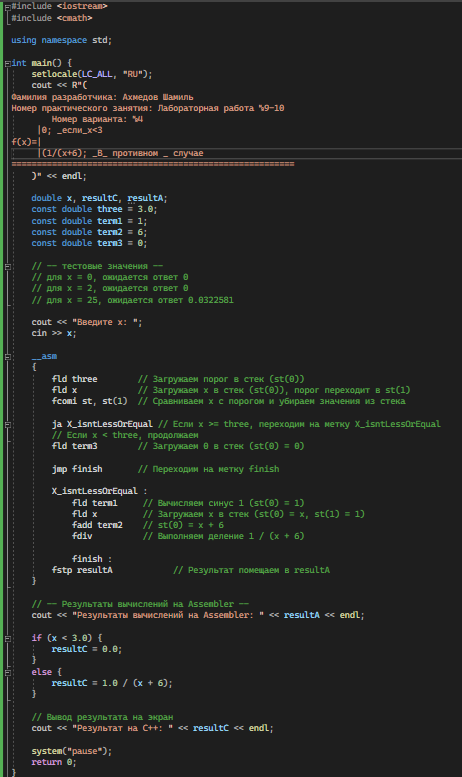 #include <iostream>
#include <cmath>
using namespace std;
int main() {
setlocale(LC_ALL, "RU");
cout << R"(
Фамилия разработчика: Ахмедов Шамиль
Номер практического занятия: Лабораторная работа №9-10
Номер варианта: №4
|0; _если_x<3
f(x)=|
|(1/(x+6); _В_ противном _ случае
========================================================
)" << endl;
double x, resultC, resultA;
const double three = 3.0;
const double term1 = 1;
const double term2 = 6;
const double term3 = 0;
// -- тестовые значения --
// для x = 0, ожидается ответ 0
// для x = 2, ожидается ответ 0
// для x = 25, ожидается ответ 0.0322581
cout << "Введите x: ";
cin >> x;
__asm
{
fld three // Загружаем порог в стек (st(0))
fld x // Загружаем x в стек (st(0)), порог переходит в st(1)
fcomi st, st(1) // Сравниваем x с порогом и убираем значения из стека
ja X_isntLessOrEqual // Если x >= three, переходим на метку X_isntLessOrEqual
// Если x < three, продолжаем
fld term3 // Загружаем 0 в стек (st(0) = 0)
jmp finish // Переходим на метку finish
X_isntLessOrEqual :
fld term1 // Вычисляем синус 1 (st(0) = 1)
fld x // Загружаем x в стек (st(0) = x, st(1) = 1)
fadd term2 // st(0) = x + 6
fdiv // Выполняем деление 1 / (x + 6)
finish :
fstp resultA // Результат помещаем в resultA
}
// -- Результаты вычислений на Assembler --
cout << "Результаты вычислений на Assembler: " << resultA << endl;
if (x < 3.0) {
resultC = 0.0;
}
else {
resultC = 1.0 / (x + 6);
}
// Вывод результата на экран
cout << "Результат на C++: " << resultC << endl;
system("pause");
return 0;
}